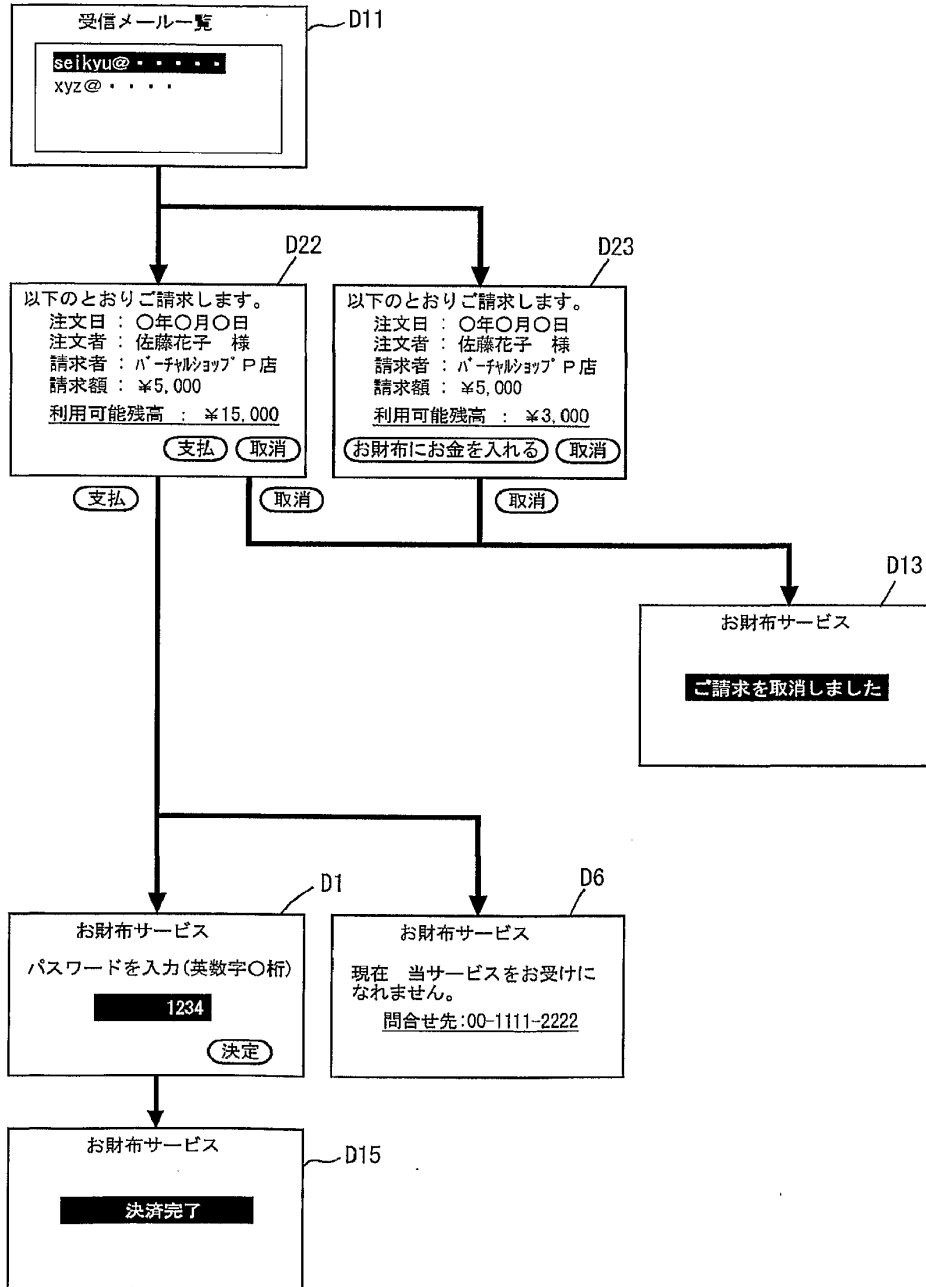 受信メール一覧
D11
seikyu@・・・・・
xyz@・・・・
D22
以下のとおりご請求します。
注文日 : ○年○月○日
注文者 : 佐藤花子 様
請求者 : バーチャルショップP店
請求額 : ¥5,000
利用可能残高 : ¥15,000
支払 取消
D23
以下のとおりご請求します。
注文日 : ○年○月○日
注文者 : 佐藤花子 様
請求者 : バーチャルショップP店
請求額 : ¥5,000
利用可能残高 : ¥3,000
お財布にお金を入れる 取消
支払
取消
取消
D13
お財布サービス
ご請求を取消しました
D1
お財布サービス
パスワードを入力(英数字○桁)
1234
決定
D6
お財布サービス
現在 当サービスをお受けに
なれません。
問合せ先:00-1111-2222
お財布サービス
D15
決済完了